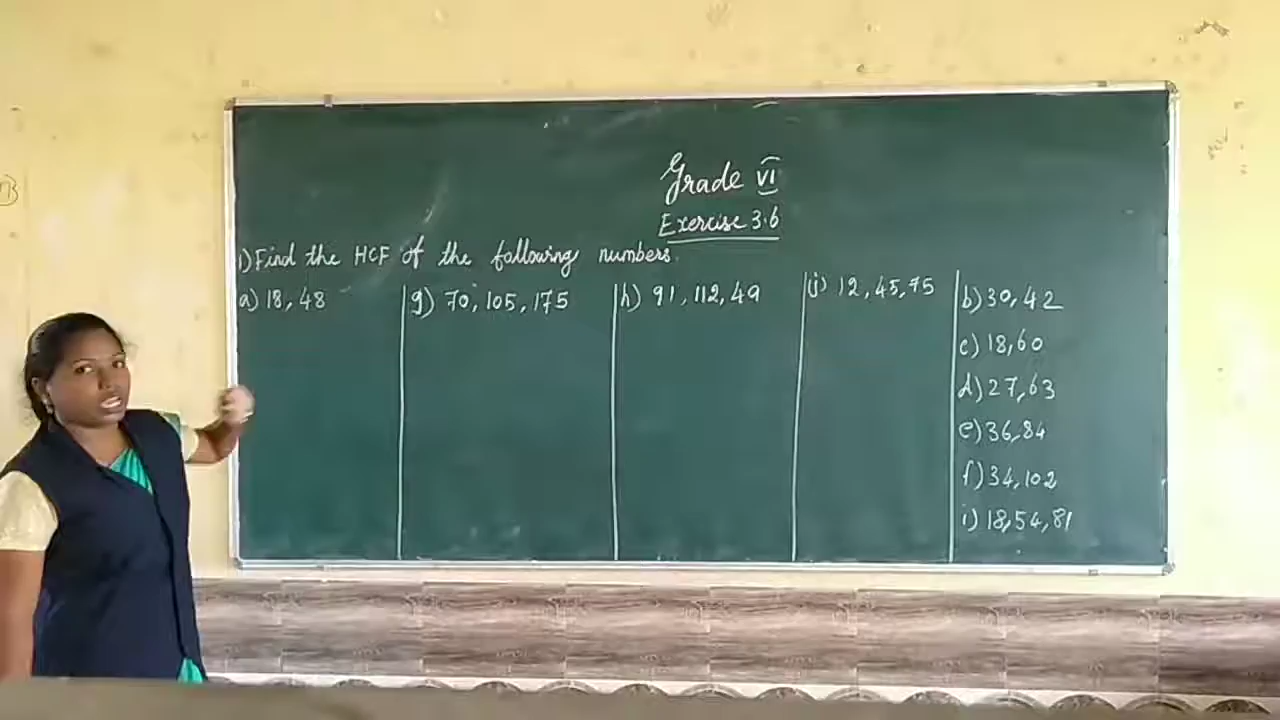 Grade VI
Exercise 3.6
1) Find the HCF of the following numbers.
a) 18, 48
g) 70, 105, 175
h) 91, 112, 49
j) 12, 45, 75
b) 30, 42
c) 18, 60
d) 27, 63
e) 36, 84
f) 34, 102
i) 18, 54, 81